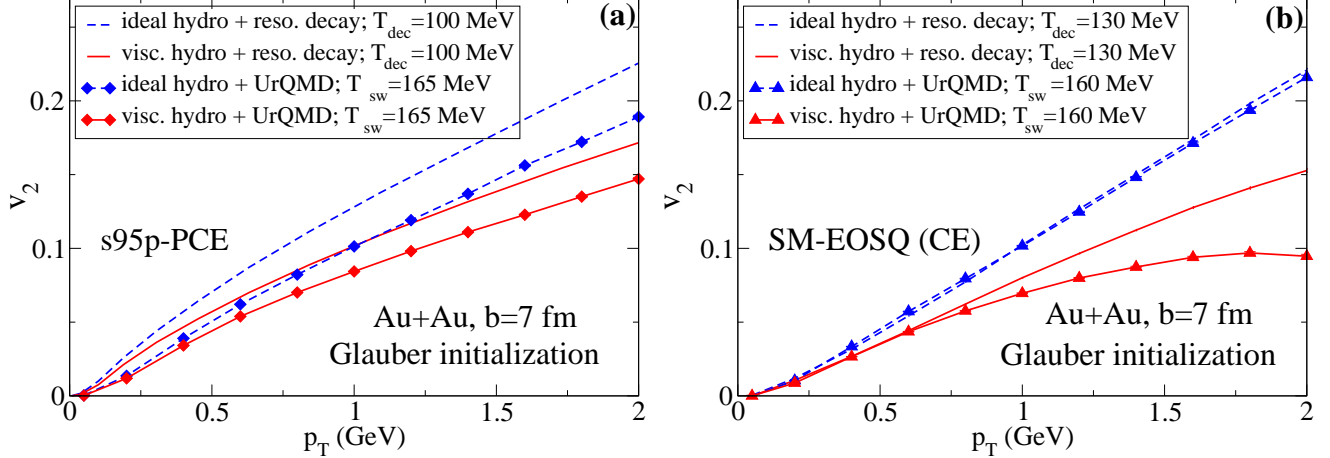 (a)
ideal hydro + reso. decay; T_dec=100 MeV
visc. hydro + reso. decay; T_dec=100 MeV
ideal hydro + UrQMD; T_sw=165 MeV
visc. hydro + UrQMD; T_sw=165 MeV
0.2
0.1
0
v_2
s95p-PCE
Au+Au, b=7 fm
Glauber initialization
0
0.5
1
1.5
2
p_T (GeV)
(b)
ideal hydro + reso. decay; T_dec=130 MeV
visc. hydro + reso. decay; T_dec=130 MeV
ideal hydro + UrQMD; T_sw=160 MeV
visc. hydro + UrQMD; T_sw=160 MeV
0.2
0.1
0
v_2
SM-EOSQ (CE)
Au+Au, b=7 fm
Glauber initialization
0
0.5
1
1.5
2
p_T (GeV)